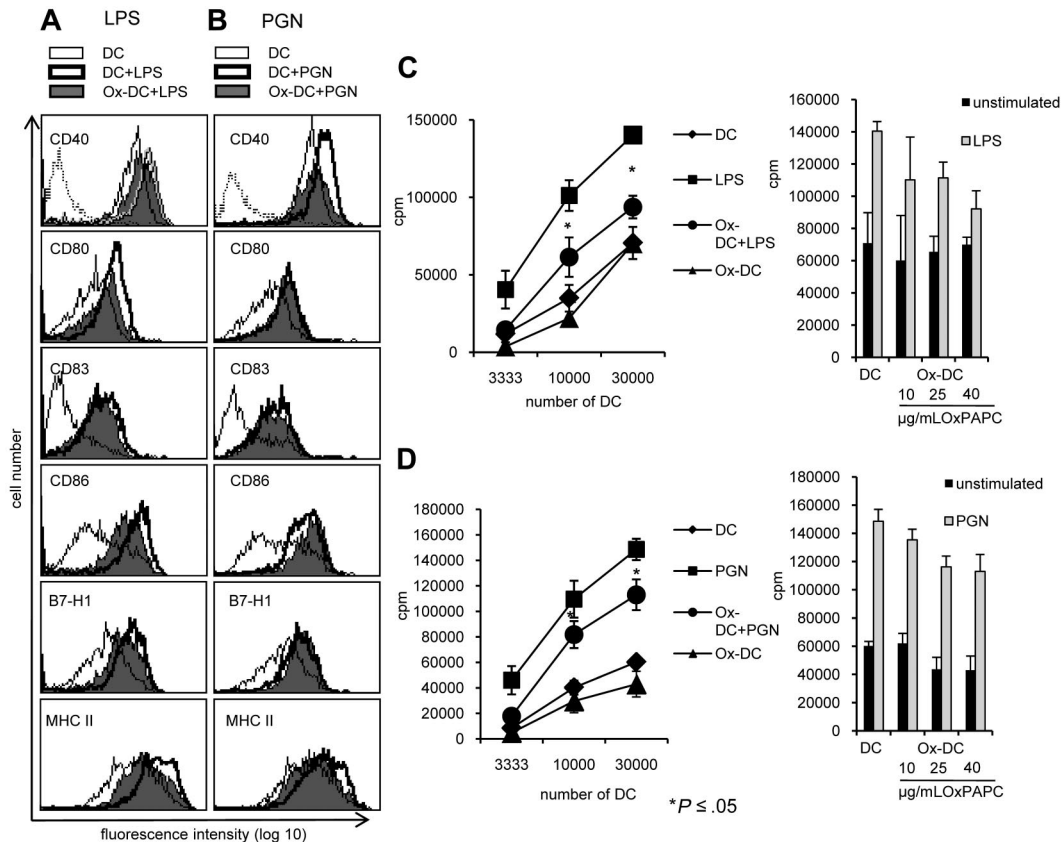 A LPS
DC
DC+LPS
Ox-DC+LPS
B PGN
DC
DC+PGN
Ox-DC+PGN
CD40
CD40
CD80
CD80
CD83
CD83
CD86
CD86
B7-H1
B7-H1
MHC II
MHC II
cell number
fluorescence intensity (log 10)
C
cpm
150000
100000
50000
0
3333 10000 30000
number of DC
*
*
DC
LPS
Ox-
DC+LPS
Ox-DC
cpm
160000
140000
120000
100000
80000
60000
40000
20000
0
unstimulated
LPS
DC Ox-DC
10 25 40
µg/mLOxPAPC
D
cpm
180000
160000
140000
120000
100000
80000
60000
40000
20000
0
3333 10000 30000
number of DC
*
*
DC
PGN
Ox-
DC+PGN
Ox-DC
*P ≤ .05
cpm
180000
160000
140000
120000
100000
80000
60000
40000
20000
0
unstimulated
PGN
DC Ox-DC
10 25 40
µg/mLOxPAPC